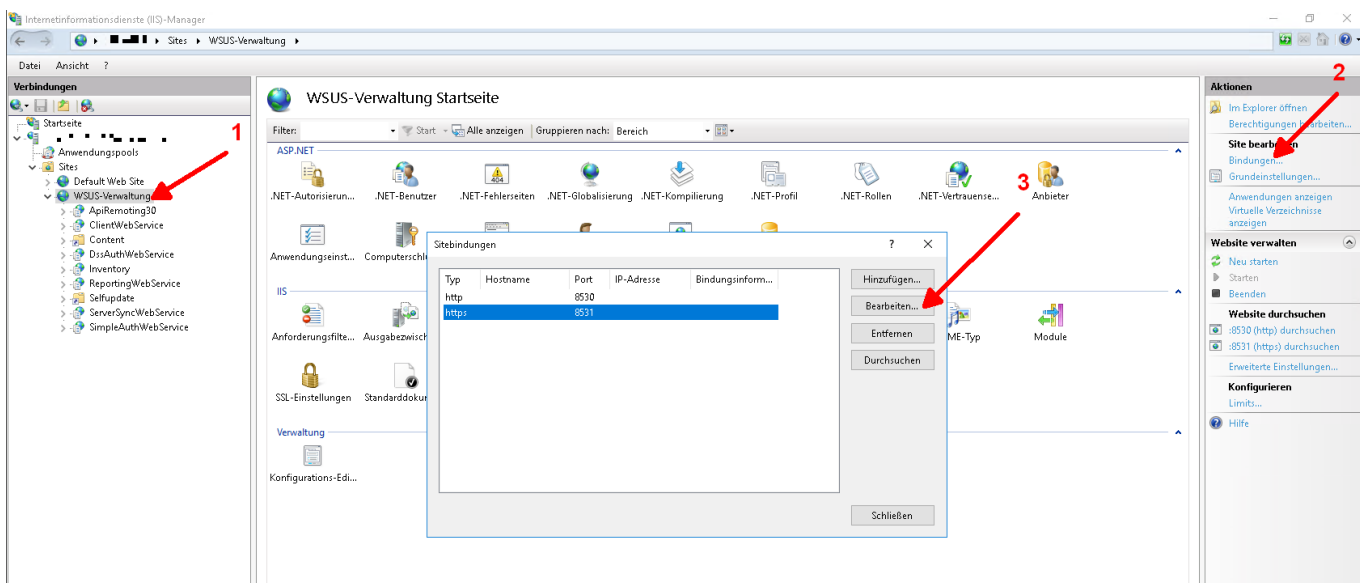 Internetinformationsdienste (IIS)-Manager
Sites WSUS-Verwaltung
Datei Ansicht ?
Verbindungen
Startseite
Anwendungspools
Sites
Default Web Site
WSUS-Verwaltung
ApiRemoting30
ClientWebService
Content
DssAuthWebService
Inventory
ReportingWebService
Selfupdate
ServerSyncWebService
SimpleAuthWebService
1
WSUS-Verwaltung Startseite
Filter: Start Alle anzeigen Gruppieren nach: Bereich
ASP.NET
404
.NET-Autorisierun... .NET-Benutzer .NET-Fehlerseiten .NET-Globalisierung .NET-Kompilierung .NET-Profil .NET-Rollen .NET-Vertrauense... Anbieter
Anwendungseinst... Computerschlü
IIS
Anforderungsfilte... Ausgabezwisch ME-Typ Module
SSL-Einstellungen Standarddokur
Verwaltung
Konfigurations-Edi...
Sitebindungen ?
Typ Hostname Port IP-Adresse Bindungsinform...
http 8530
https 8531
Hinzufügen...
Bearbeiten...
Entfernen
Durchsuchen
Schließen
3
2
Aktionen
Im Explorer öffnen
Berechtigungen bearbeiten...
Site bearbeiten
Bindungen...
Grundeinstellungen...
Anwendungen anzeigen
Virtuelle Verzeichnisse
anzeigen
Website verwalten
Neu starten
Starten
Beenden
Website durchsuchen
:8530 (http) durchsuchen
:8531 (https) durchsuchen
Erweiterte Einstellungen...
Konfigurieren
Limits...
Hilfe